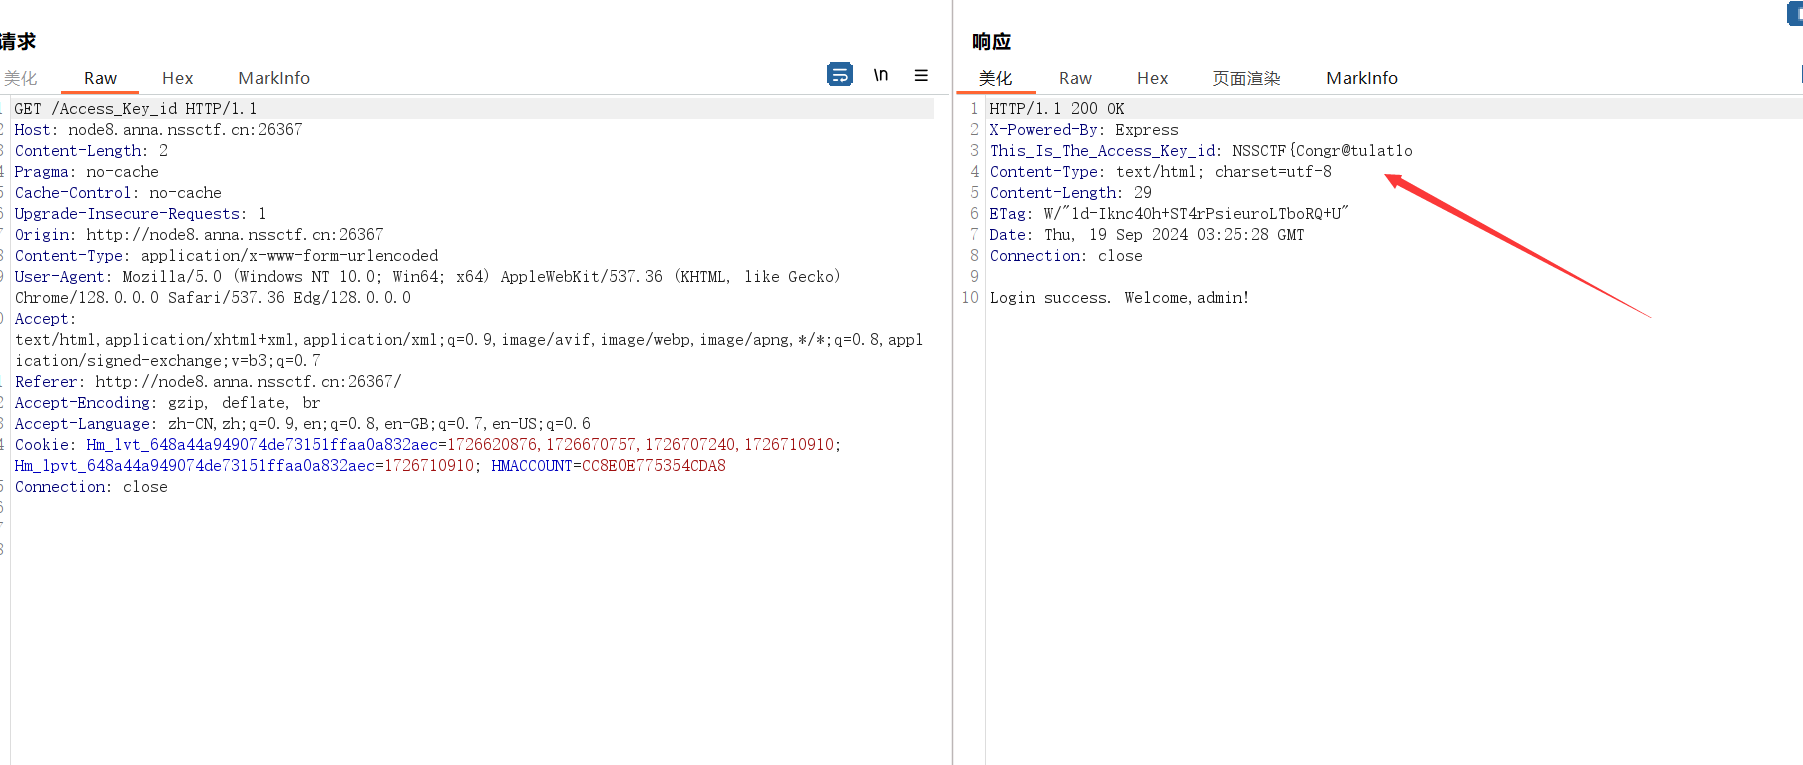 请求
美化 Raw Hex MarkInfo \n
GET /Access_Key_id HTTP/1.1
Host: node8.anna.nssctf.cn:26367
Content-Length: 2
Pragma: no-cache
Cache-Control: no-cache
Upgrade-Insecure-Requests: 1
Origin: http://node8.anna.nssctf.cn:26367
Content-Type: application/x-www-form-urlencoded
User-Agent: Mozilla/5.0 (Windows NT 10.0; Win64; x64) AppleWebKit/537.36 (KHTML, like Gecko)
Chrome/128.0.0.0 Safari/537.36 Edg/128.0.0.0
Accept:
text/html,application/xhtml+xml,application/xml;q=0.9,image/avif,image/webp,image/apng,*/*;q=0.8,appl
ication/signed-exchange;v=b3;q=0.7
Referer: http://node8.anna.nssctf.cn:26367/
Accept-Encoding: gzip, deflate, br
Accept-Language: zh-CN,zh;q=0.9,en;q=0.8,en-GB;q=0.7,en-US;q=0.6
Cookie: Hm_lvt_648a44a949074de73151ffaa0a832aec=1726620876,1726670757,1726707240,1726710910;
Hm_lpvt_648a44a949074de73151ffaa0a832aec=1726710910; HMACCOUNT=CC8E0E775354CDA8
Connection: close
响应
美化 Raw Hex 页面渲染 MarkInfo
1 HTTP/1.1 200 OK
2 X-Powered-By: Express
3 This_Is_The_Access_Key_id: NSSCTF{Congr@tulat1o
4 Content-Type: text/html; charset=utf-8
5 Content-Length: 29
6 ETag: W/"1d-Iknc40h+ST4rPsieuroLTboRQ+U"
7 Date: Thu, 19 Sep 2024 03:25:28 GMT
8 Connection: close
9
10 Login success. Welcome,admin!